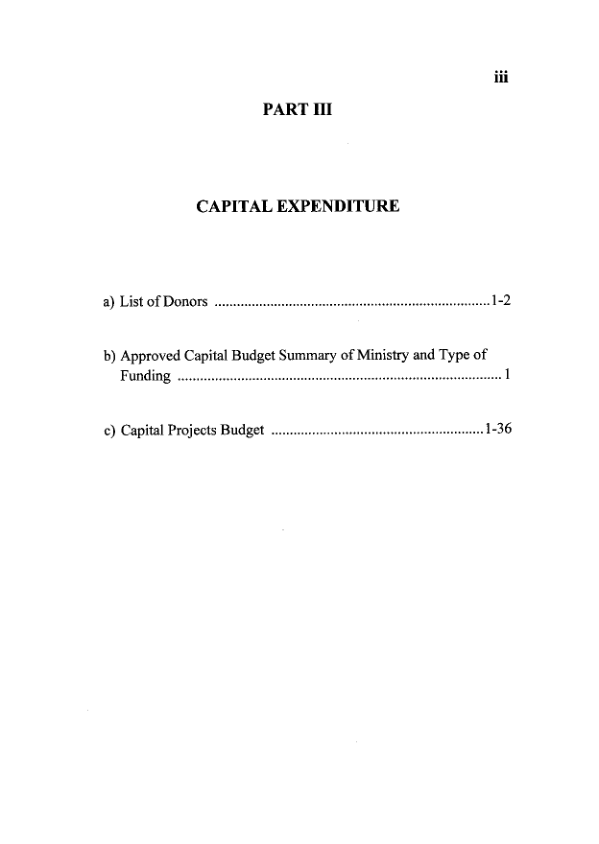 iii
PART III
CAPITAL EXPENDITURE
a) List of Donors ........................................................................... 1-2
b) Approved Capital Budget Summary of Ministry and Type of
Funding ........................................................................................ 1
c) Capital Projects Budget ......................................................... 1-36